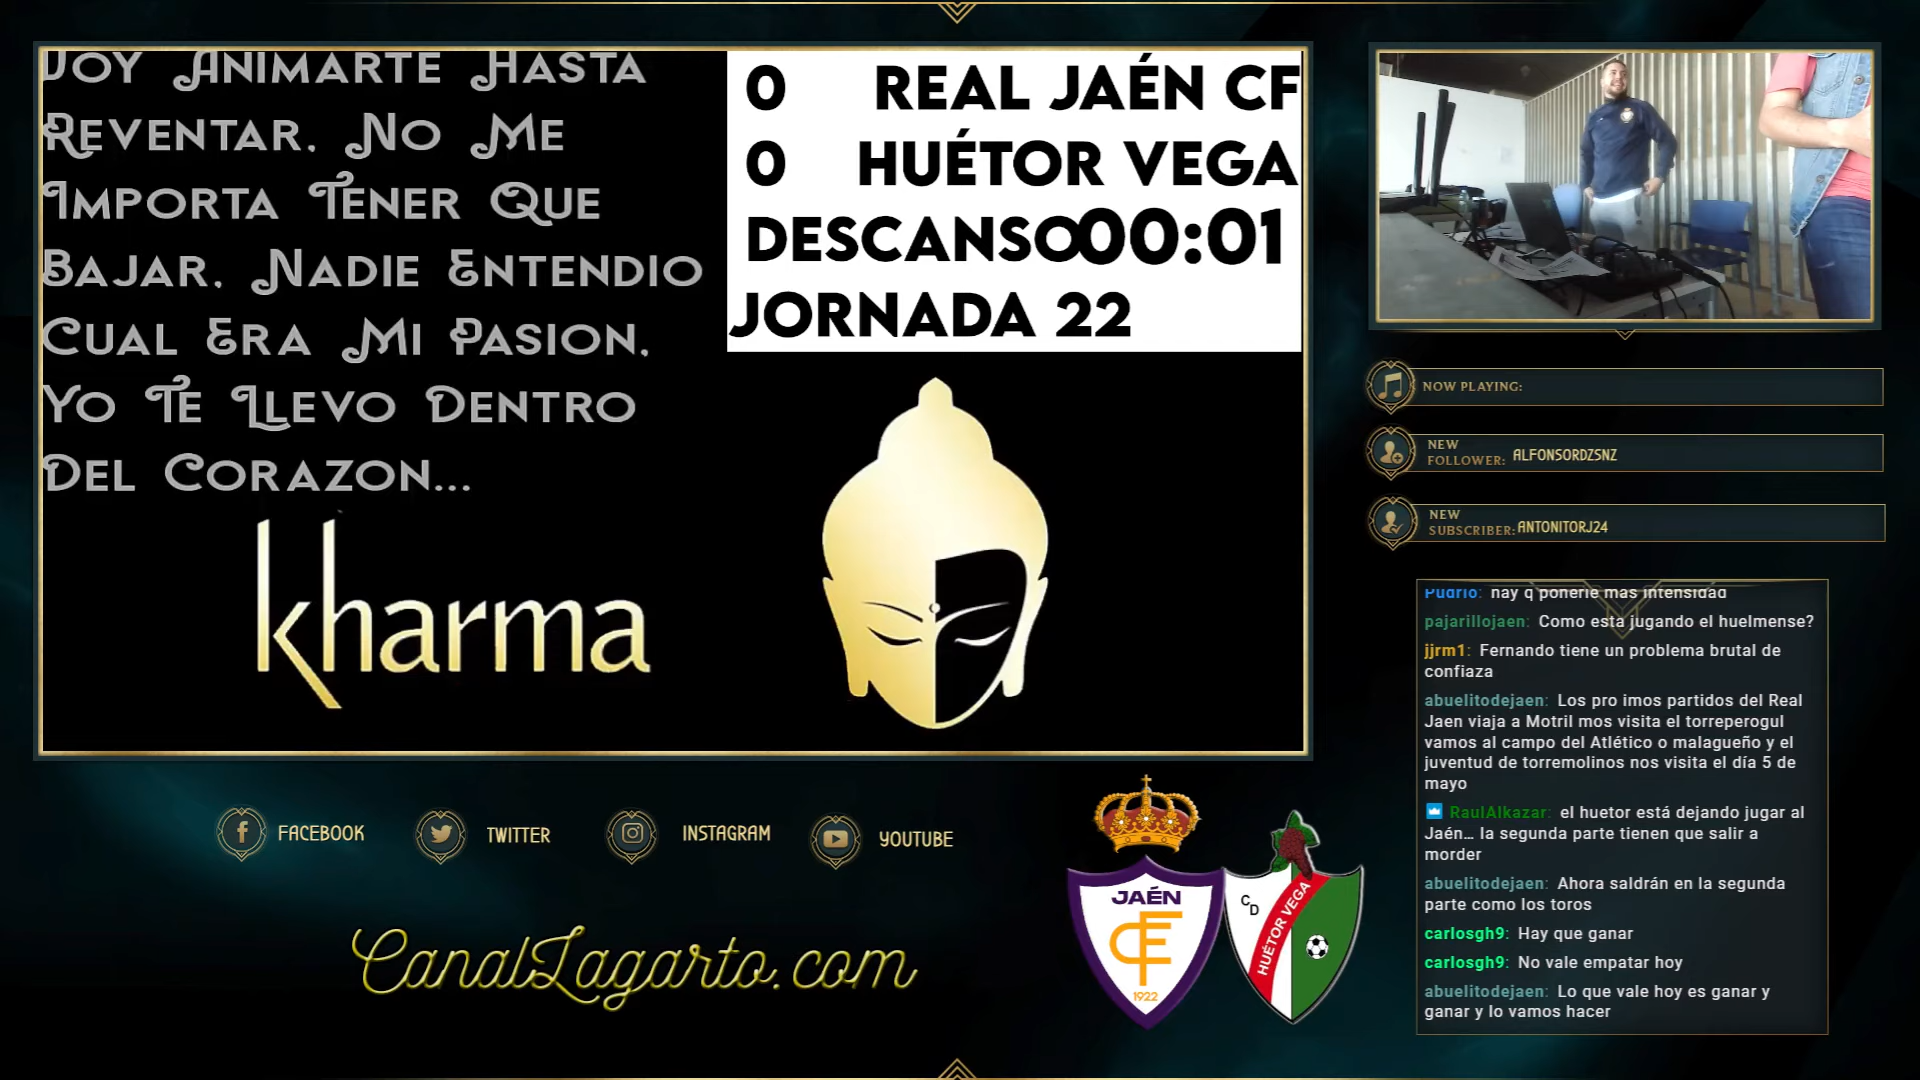 Voy Animarte Hasta
Reventar. No Me
Importa Tener Que
Bajar. Nadie Entendio
Cual Era Mi Pasion.
Yo Te Llevo Dentro
Del Corazon...
kharma
0 REAL JAÉN CF
0 HUÉTOR VEGA
DESCANSO 00:01
JORNADA 22
NOW PLAYING:
NEW
FOLLOWER: ALFONSORDZSNZ
NEW
SUBSCRIBER: ANTONITORJ24
Pudrio: hay q ponerle mas intensidad
pajarillojaen: Como esta jugando el huelmense?
jjrm1: Fernando tiene un problema brutal de
confiaza
abuelitodejaen: Los pro imos partidos del Real
Jaen viaja a Motril mos visita el torreperogul
vamos al campo del Atlético o malagueño y el
juventud de torremolinos nos visita el día 5 de
mayo
RaulAlkazar: el huetor está dejando jugar al
Jaén... la segunda parte tienen que salir a
morder
abuelitodejaen: Ahora saldrán en la segunda
parte como los toros
carlosgh9: Hay que ganar
carlosgh9: No vale empatar hoy
abuelitodejaen: Lo que vale hoy es ganar y
ganar y lo vamos hacer
FACEBOOK
TWITTER
INSTAGRAM
YOUTUBE
CanalLagarto.com
JAÉN
CF
1922
CD
HUÉTOR VEGA